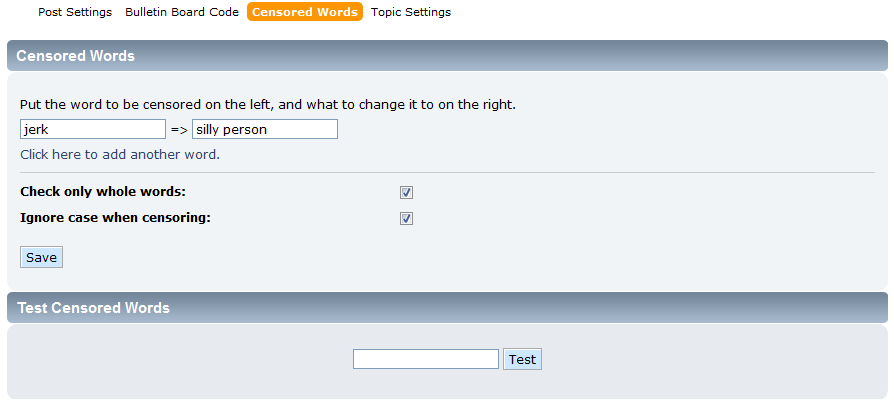 Post Settings Bulletin Board Code Censored Words Topic Settings
Censored Words
Put the word to be censored on the left, and what to change it to on the right.
jerk => silly person
Click here to add another word.
Check only whole words:
Ignore case when censoring:
Save
Test Censored Words
Test